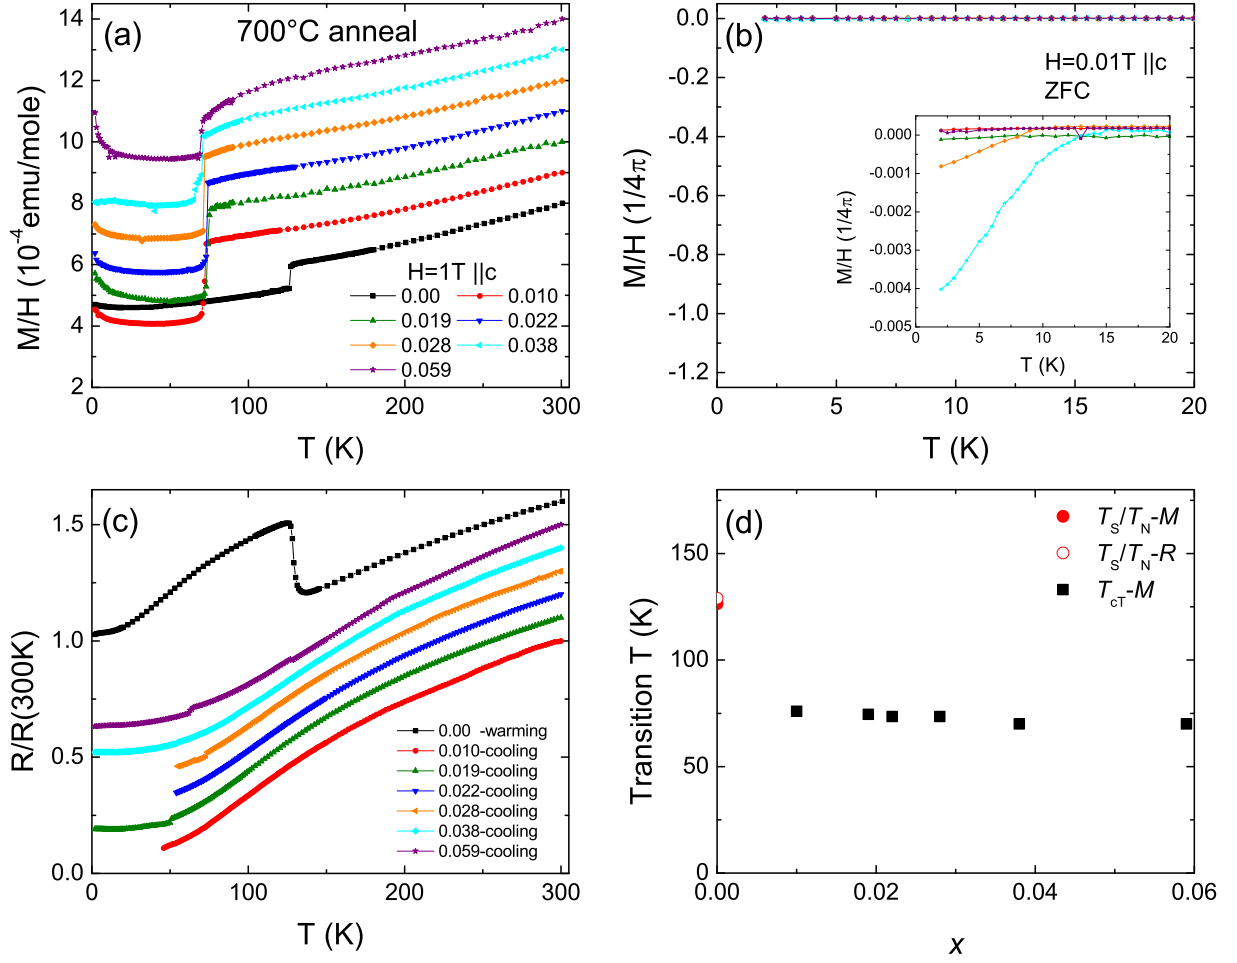 (a)
700°C anneal
14
12
10
8
6
4
2
M/H (10⁻⁴emu/mole)
H=1T ||c
0.00
0.010
0.019
0.022
0.028
0.038
0.059
0
100
200
300
T (K)
(b)
H=0.01T ||c
ZFC
0.0
-0.2
-0.4
-0.6
-0.8
-1.0
-1.2
M/H (1/4π)
0.000
-0.001
-0.002
-0.003
-0.004
-0.005
M/H (1/4π)
0
5
10
15
20
T (K)
0
5
10
15
20
T (K)
(c)
1.5
1.0
0.5
0.0
R/R(300K)
0.00 -warming
0.010-cooling
0.019-cooling
0.022-cooling
0.028-cooling
0.038-cooling
0.059-cooling
0
100
200
300
T (K)
(d)
T_S/T_N-M
T_S/T_N-R
T_cT-M
150
100
50
0
Transition T (K)
0.00
0.02
0.04
0.06
x